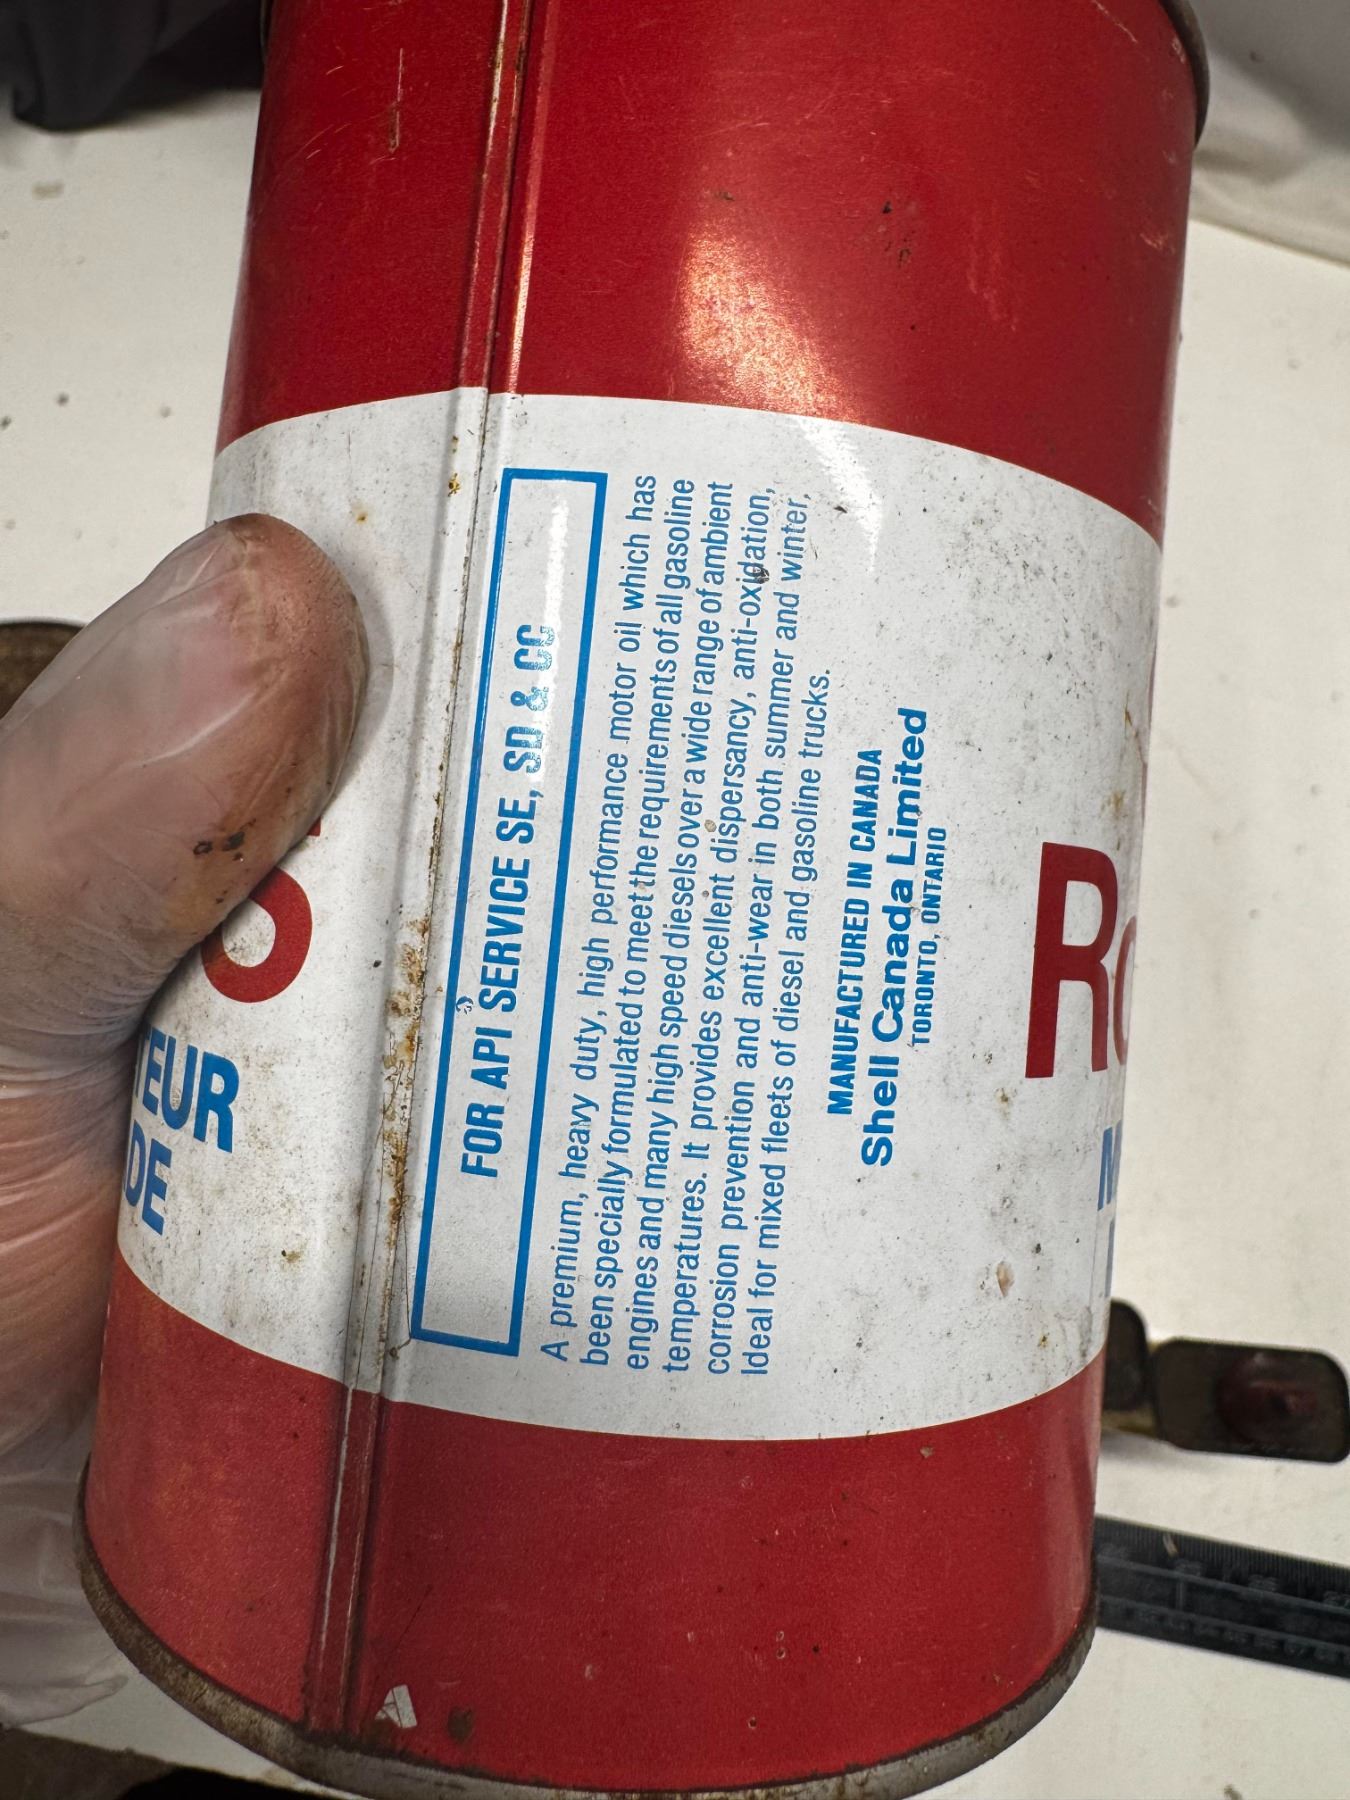 TEUR
DE
FOR API SERVICE SE, SD & CC
A premium, heavy duty, high performance motor oil which has
been specially formulated to meet the requirements of all gasoline
engines and many high speed diesels over a wide range of ambient
temperatures. It provides excellent dispersancy, anti-oxidation,
corrosion prevention and anti-wear in both summer and winter.
Ideal for mixed fleets of diesel and gasoline trucks.
MANUFACTURED IN CANADA
Shell Canada Limited
TORONTO, ONTARIO
Ro
M